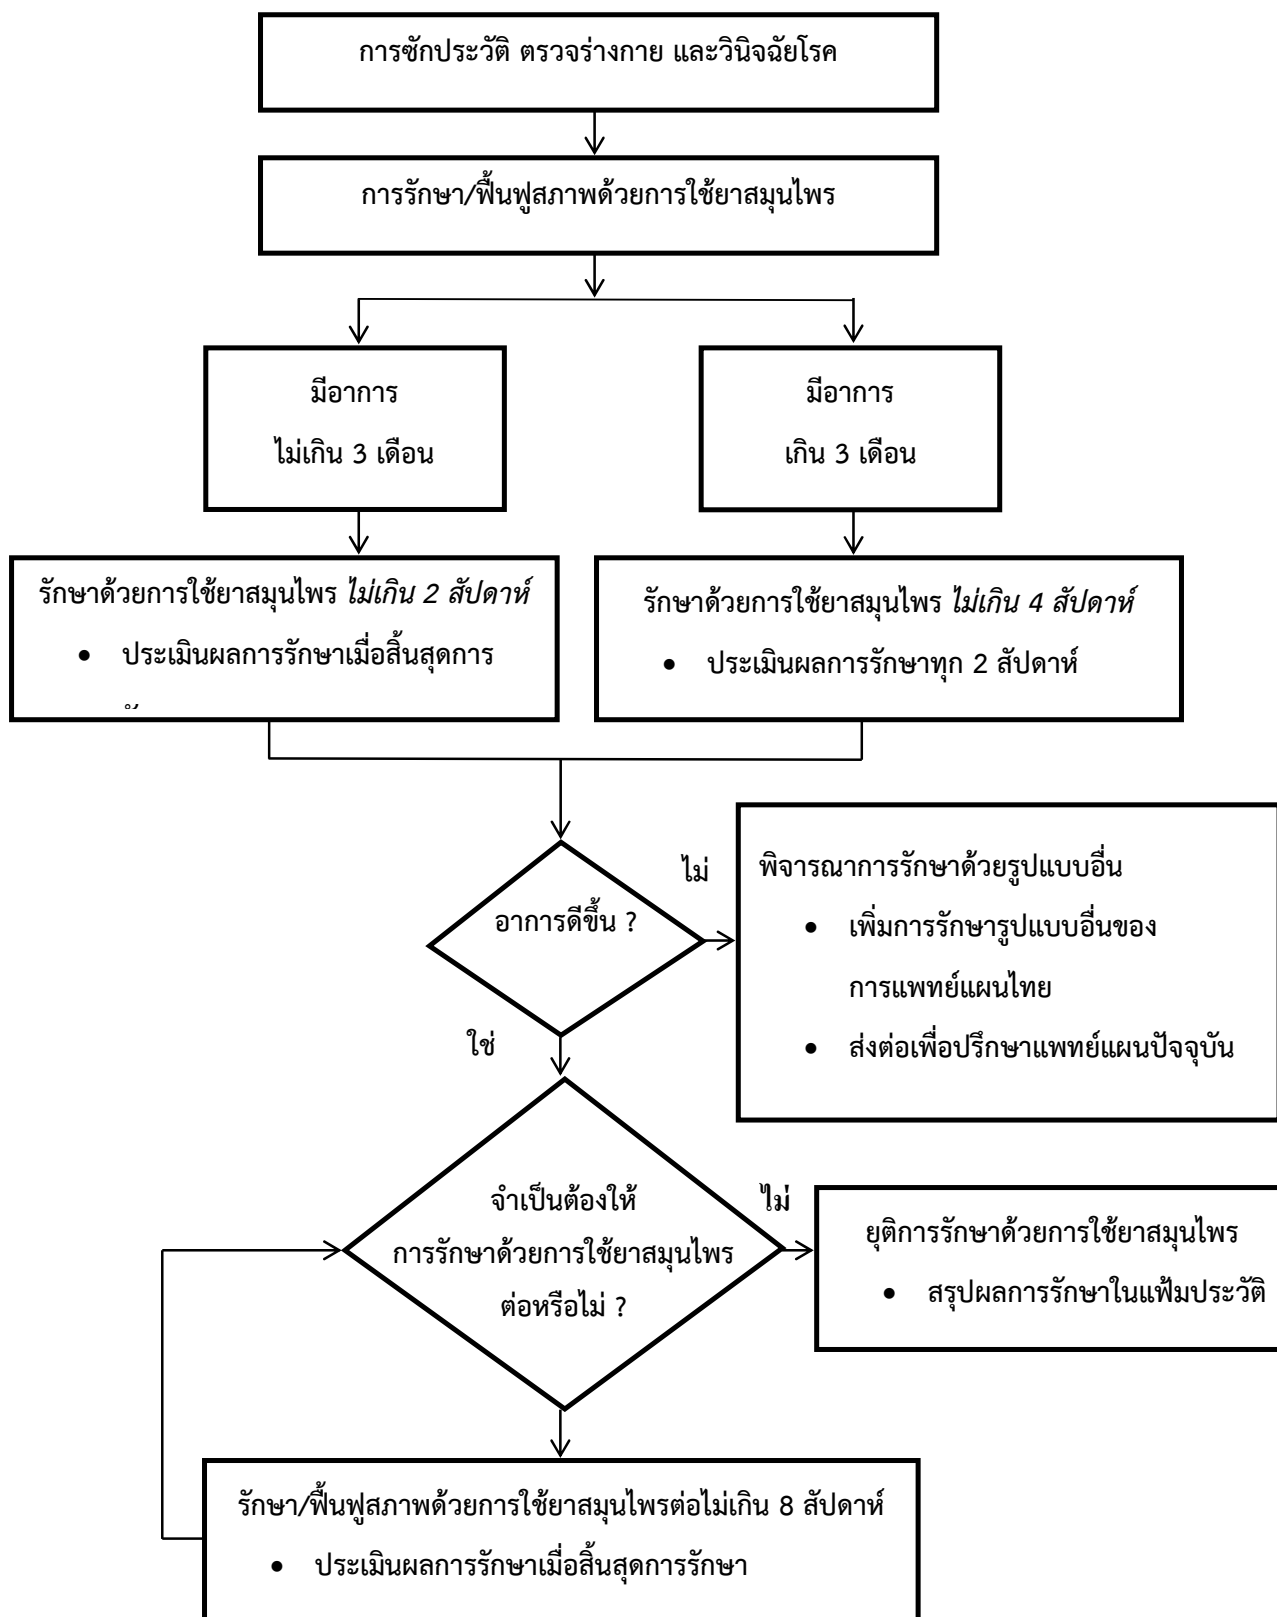 การซักประวัติ ตรวจร่างกาย และวินิจฉัยโรค
การรักษา/ฟื้นฟูสภาพด้วยการใช้ยาสมุนไพร
มีอาการ
ไม่เกิน 3 เดือน
มีอาการ
เกิน 3 เดือน
รักษาด้วยการใช้ยาสมุนไพร ไม่เกิน 2 สัปดาห์
• ประเมินผลการรักษาเมื่อสิ้นสุดการ
รักษาด้วยการใช้ยาสมุนไพร ไม่เกิน 4 สัปดาห์
• ประเมินผลการรักษาทุก 2 สัปดาห์
อาการดีขึ้น ?
ไม่
พิจารณาการรักษาด้วยรูปแบบอื่น
• เพิ่มการรักษารูปแบบอื่นของ
การแพทย์แผนไทย
• ส่งต่อเพื่อปรึกษาแพทย์แผนปัจจุบัน
ใช่
จำเป็นต้องให้
การรักษาด้วยการใช้ยาสมุนไพร
ต่อหรือไม่ ?
ไม่
ยุติการรักษาด้วยการใช้ยาสมุนไพร
• สรุปผลการรักษาในแฟ้มประวัติ
รักษา/ฟื้นฟูสภาพด้วยการใช้ยาสมุนไพรต่อไม่เกิน 8 สัปดาห์
• ประเมินผลการรักษาเมื่อสิ้นสุดการรักษา